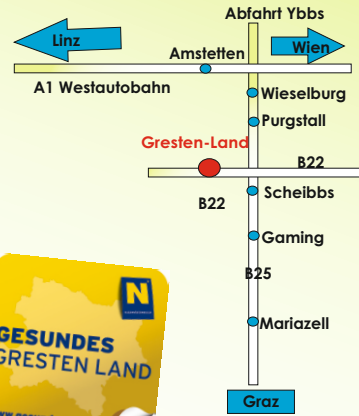 Abfahrt Ybbs
Linz
Wien
Amstetten
A1 Westautobahn
Wieselburg
Purgstall
Gresten-Land
B22
Scheibbs
B22
Gaming
B25
Mariazell
N
GESUNDES
GRESTEN LAND
Graz